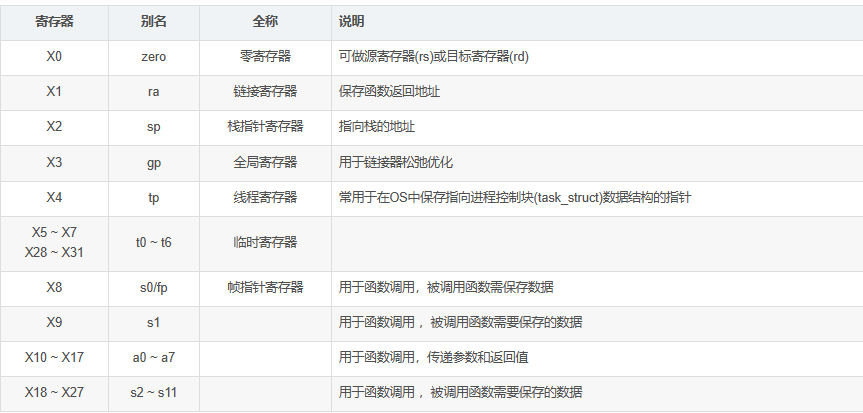 寄存器 别名 全称 说明
X0 zero 零寄存器 可做源寄存器(rs)或目标寄存器(rd)
X1 ra 链接寄存器 保存函数返回地址
X2 sp 栈指针寄存器 指向栈的地址
X3 gp 全局寄存器 用于链接器松弛优化
X4 tp 线程寄存器 常用于在OS中保存指向进程控制块(task_struct)数据结构的指针
X5 ~ X7
X28 ~ X31 t0 ~ t6 临时寄存器
X8 s0/fp 帧指针寄存器 用于函数调用，被调用函数需保存数据
X9 s1 用于函数调用 ，被调用函数需要保存的数据
X10 ~ X17 a0 ~ a7 用于函数调用，传递参数和返回值
X18 ~ X27 s2 ~ s11 用于函数调用 ，被调用函数需要保存的数据